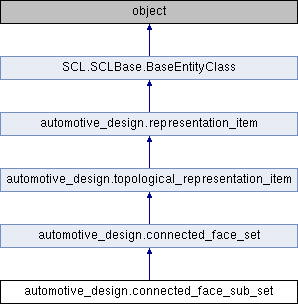 object
SCL.SCLBase.BaseEntityClass
automotive_design.representation_item
automotive_design.topological_representation_item
automotive_design.connected_face_set
automotive_design.connected_face_sub_set